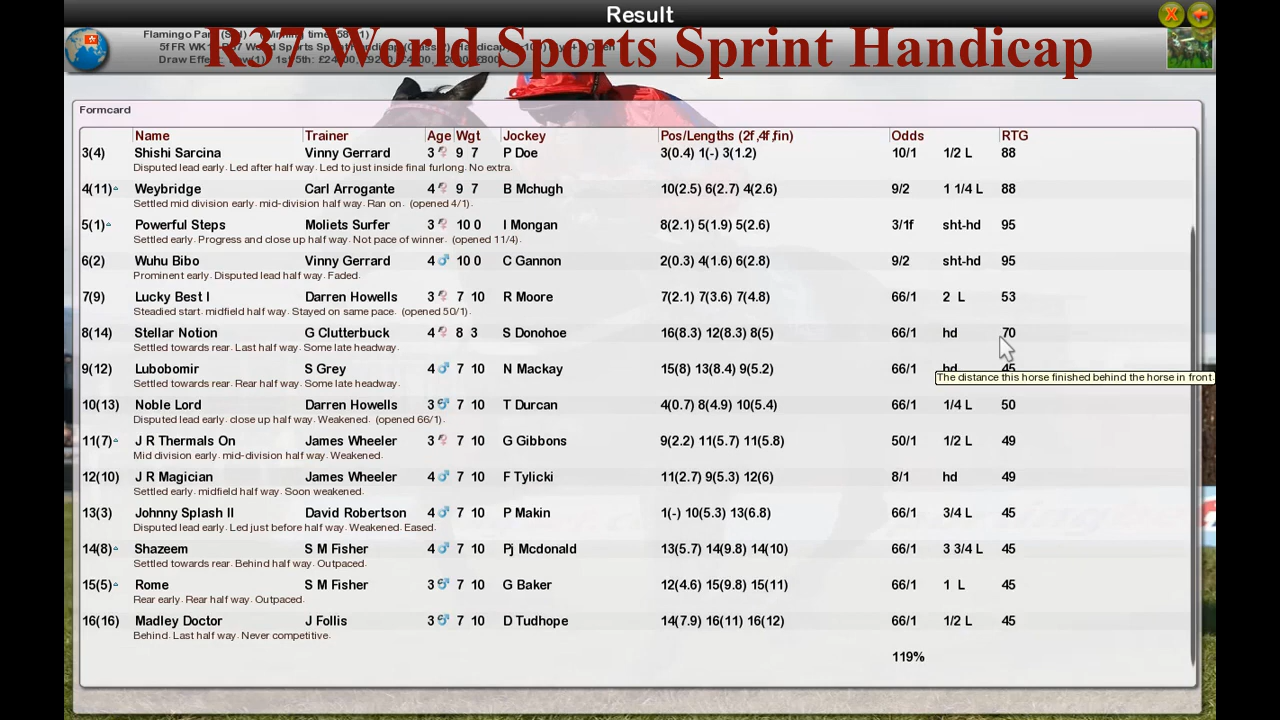 Result
R37 World Sports Sprint Handicap
Flamingo Park
5f FR WK1
Draw Effect
Formcard
Name Trainer Age Wgt Jockey Pos/Lengths (2f,4f,fin) Odds RTG
3(4) Shishi Sarcina Vinny Gerrard 3 9 7 P Doe 3(0.4) 1(-) 3(1.2) 10/1 1/2 L 88
Disputed lead early. Led after half way. Led to just inside final furlong. No extra.
4(11) Weybridge Carl Arrogante 4 9 7 B Mchugh 10(2.5) 6(2.7) 4(2.6) 9/2 1 1/4 L 88
Settled mid division early. mid-division half way. Ran on. (opened 4/1).
5(1) Powerful Steps Moliets Surfer 3 10 0 I Mongan 8(2.1) 5(1.9) 5(2.6) 3/1f sht-hd 95
Settled early. Progress and close up half way. Not pace of winner. (opened 11/4).
6(2) Wuhu Bibo Vinny Gerrard 4 10 0 C Gannon 2(0.3) 4(1.6) 6(2.8) 9/2 sht-hd 95
Prominent early. Disputed lead half way. Faded.
7(9) Lucky Best I Darren Howells 3 7 10 R Moore 7(2.1) 7(3.6) 7(4.8) 66/1 2 L 53
Steadied start. midfield half way. Stayed on same pace. (opened 50/1).
8(14) Stellar Notion G Clutterbuck 4 8 3 S Donohoe 16(8.3) 12(8.3) 8(5) 66/1 hd 70
Settled towards rear. Last half way. Some late headway.
9(12) Lubobomir S Grey 4 7 10 N Mackay 15(8) 13(8.4) 9(5.2) 66/1 hd 45
The distance this horse finished behind the horse in front
Settled towards rear. Rear half way. Some late headway.
10(13) Noble Lord Darren Howells 3 7 10 T Durcan 4(0.7) 8(4.9) 10(5.4) 66/1 1/4 L 50
Disputed lead early. close up half way. Weakened. (opened 66/1).
11(7) J R Thermals On James Wheeler 3 7 10 G Gibbons 9(2.2) 11(5.7) 11(5.8) 50/1 1/2 L 49
Mid division early. mid-division half way. Weakened.
12(10) J R Magician James Wheeler 4 7 10 F Tylicki 11(2.7) 9(5.3) 12(6) 8/1 hd 49
Settled early. midfield half way. Soon weakened.
13(3) Johnny Splash II David Robertson 4 7 10 P Makin 1(-) 10(5.3) 13(6.8) 66/1 3/4 L 45
Disputed lead early. Led just before half way. Weakened. Eased.
14(8) Shazeem S M Fisher 4 7 10 Pj Mcdonald 13(5.7) 14(9.8) 14(10) 66/1 3 3/4 L 45
Settled towards rear. Behind half way. Outpaced.
15(5) Rome S M Fisher 3 7 10 G Baker 12(4.6) 15(9.8) 15(11) 66/1 1 L 45
Rear early. Rear half way. Outpaced.
16(16) Madley Doctor J Follis 3 7 10 D Tudhope 14(7.9) 16(11) 16(12) 66/1 1/2 L 45
Behind. Last half way. Never competitive.
119%